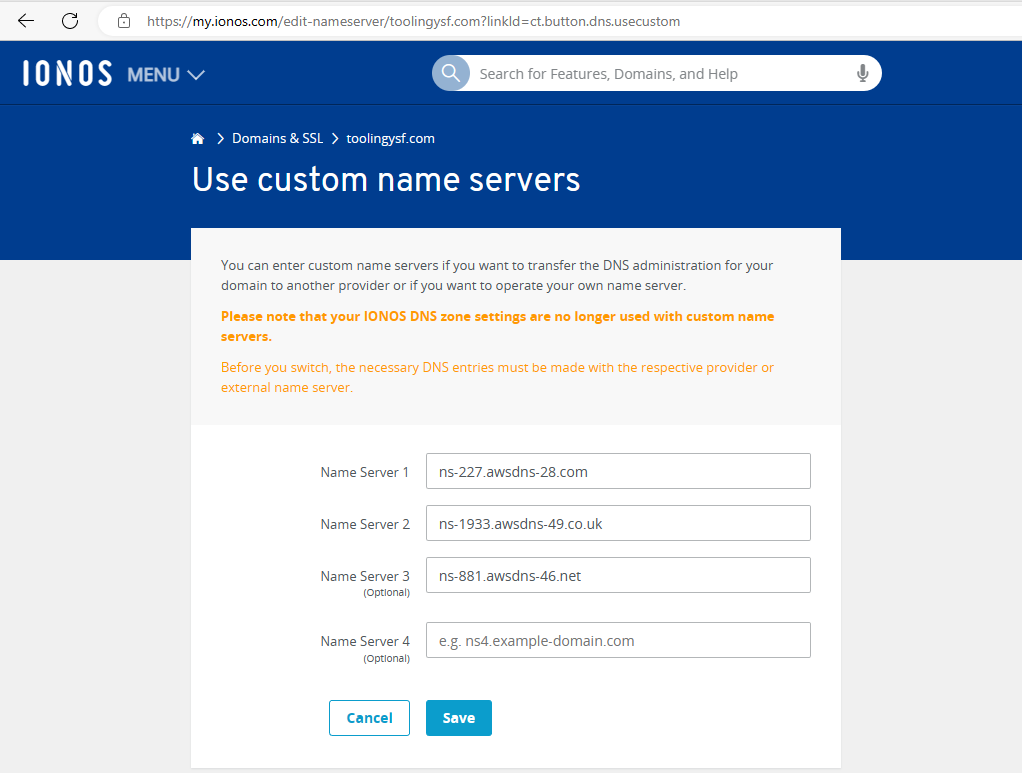 https://my.ionos.com/edit-nameserver/toolingysf.com?linkId=ct.button.dns.usecustom
IONOS MENU
Search for Features, Domains, and Help
Domains & SSL
toolingysf.com
Use custom name servers
You can enter custom name servers if you want to transfer the DNS administration for your
domain to another provider or if you want to operate your own name server.
Please note that your IONOS DNS zone settings are no longer used with custom name
servers.
Before you switch, the necessary DNS entries must be made with the respective provider or
external name server.
Name Server 1
ns-227.awsdns-28.com
Name Server 2
ns-1933.awsdns-49.co.uk
Name Server 3
(Optional)
ns-881.awsdns-46.net
Name Server 4
(Optional)
e.g. ns4.example-domain.com
Cancel
Save